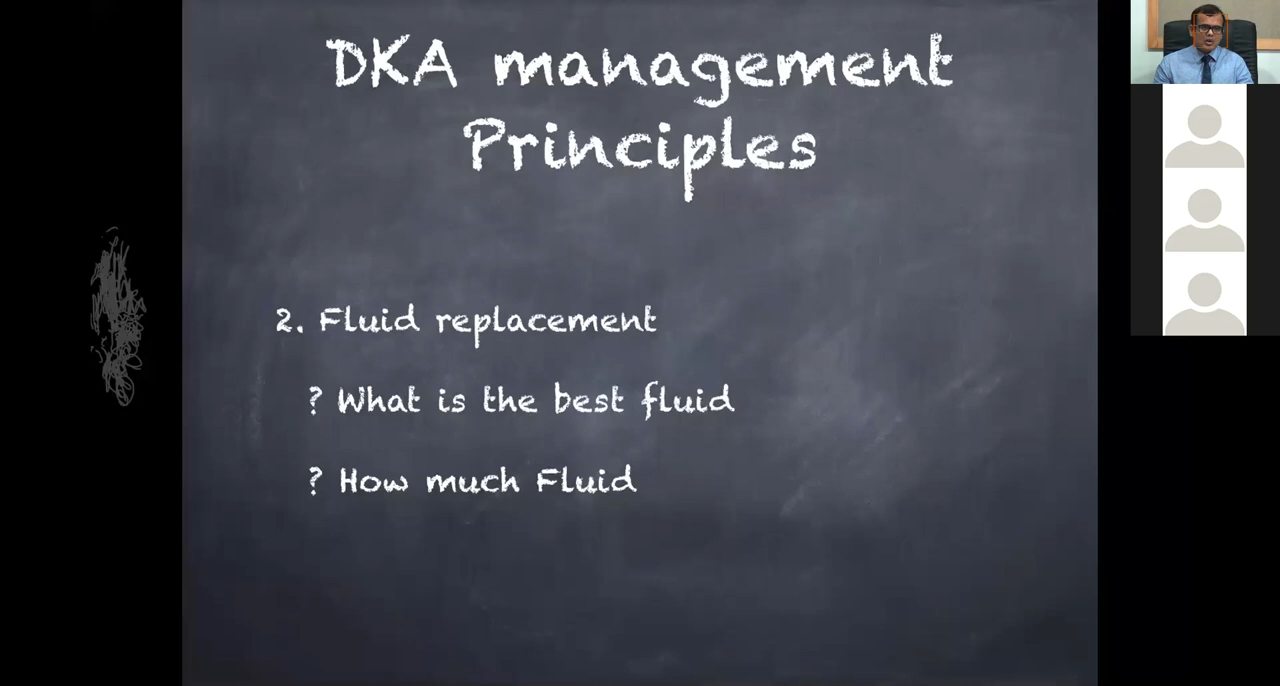 DKA management
Principles
2. Fluid replacement
? What is the best fluid
? How much Fluid